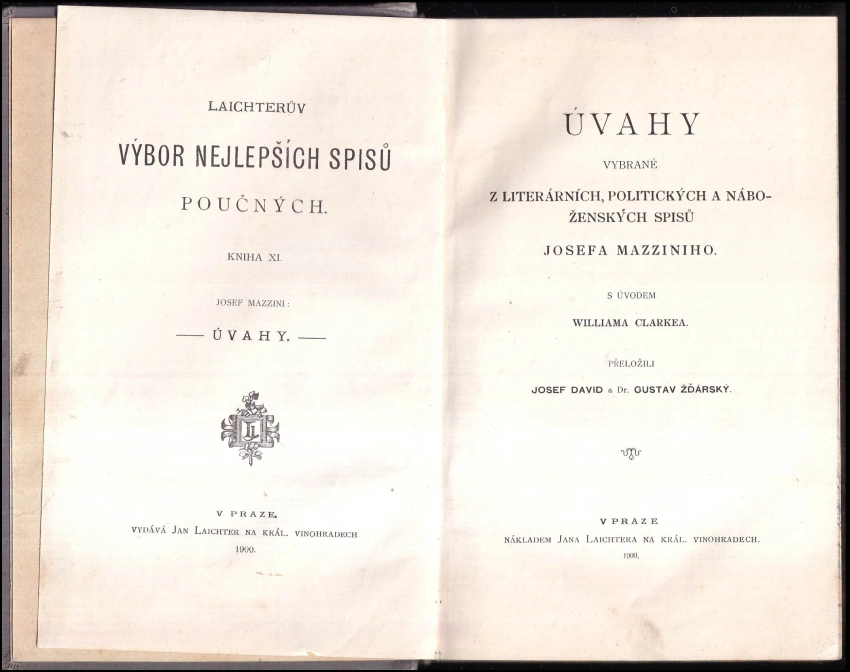 LAICHTERŮV
VÝBOR NEJLEPŠÍCH SPISŮ
POUČNÝCH.
KNIHA XI.
JOSEF MAZZINI:
— ÚVAHY. —
V PRAZE.
VYDÁVÁ JAN LAICHTER NA KRÁL. VINOHRADECH.
1900.
ÚVAHY
VYBRANÉ
Z LITERÁRNÍCH, POLITICKÝCH A NÁBO-
ŽENSKÝCH SPISŮ
JOSEFA MAZZINIHO.
S ÚVODEM
WILLIAMA CLARKEA.
PŘELOŽILI
JOSEF DAVID a Dr. GUSTAV ŽĎÁRSKÝ.
V PRAZE
NÁKLADEM JANA LAICHTERA NA KRÁL. VINOHRADECH.
1900.